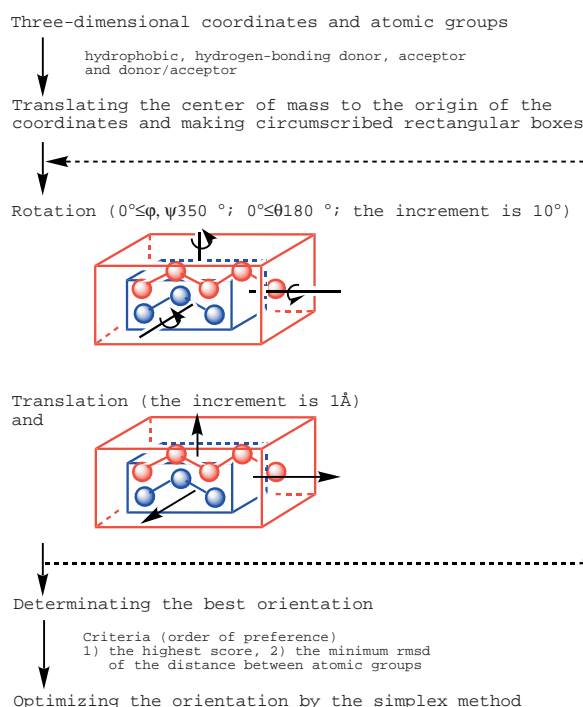 Three-dimensional coordinates and atomic groups
hydrophobic, hydrogen-bonding donor, acceptor
and donor/acceptor
Translating the center of mass to the origin of the
coordinates and making circumscribed rectangular boxes
Rotation (0°≤φ, ψ350 °; 0°≤θ180 °; the increment is 10°)
Translation (the increment is 1Å)
and
Determinating the best orientation
Criteria (order of preference)
1) the highest score, 2) the minimum rmsd
of the distance between atomic groups
Optimizing the orientation by the simplex method